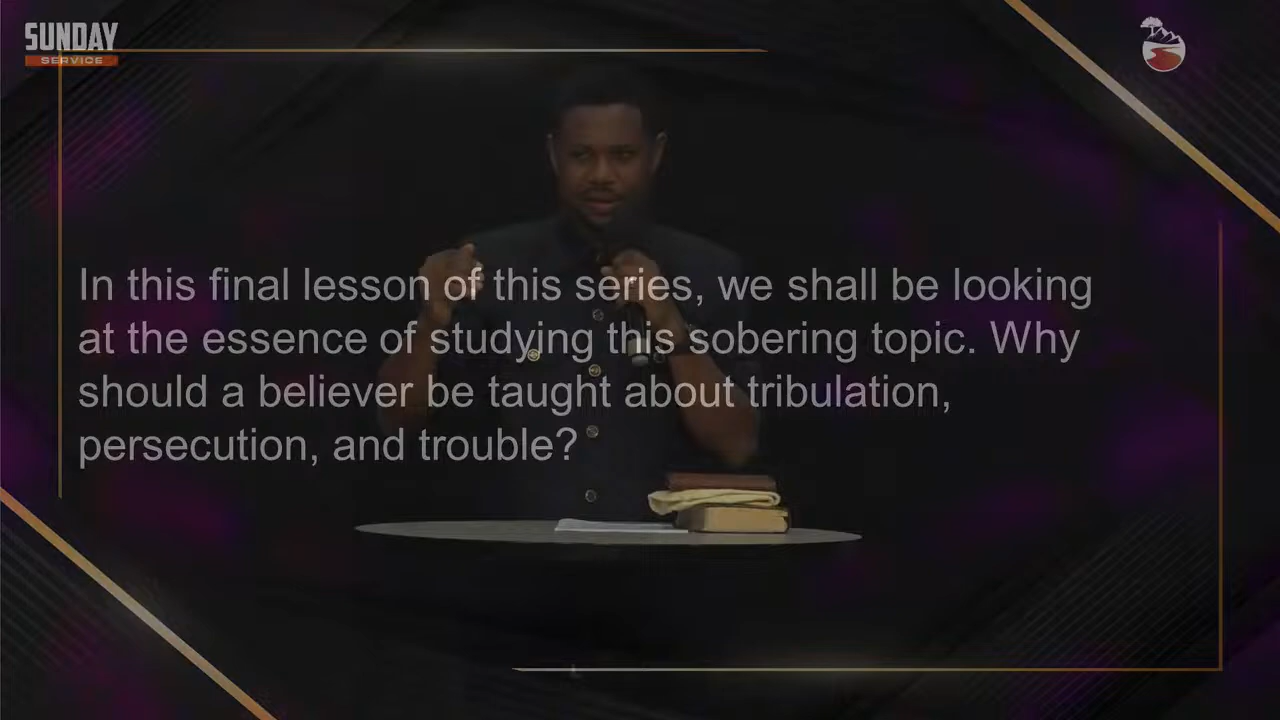 SUNDAY
SERVICE
In this final lesson of this series, we shall be looking
at the essence of studying this sobering topic. Why
should a believer be taught about tribulation,
persecution, and trouble?